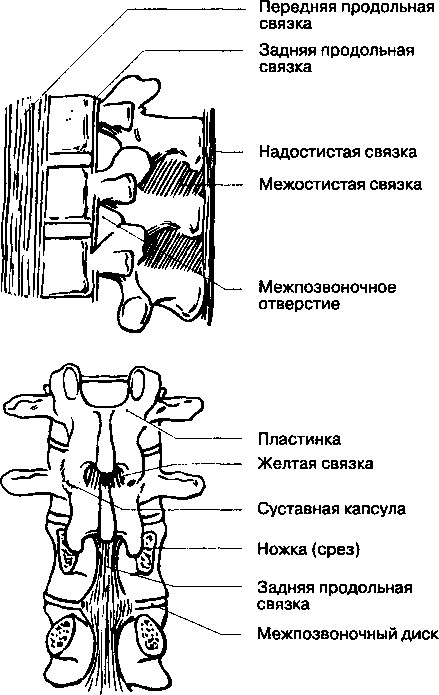 Передняя продольная
связка
Задняя продольная
связка
Надостистая связка
Межостистая связка
Межпозвоночное
отверстие
Пластинка
Желтая связка
Суставная капсула
Ножка (срез)
Задняя продольная
связка
Межпозвоночный диск